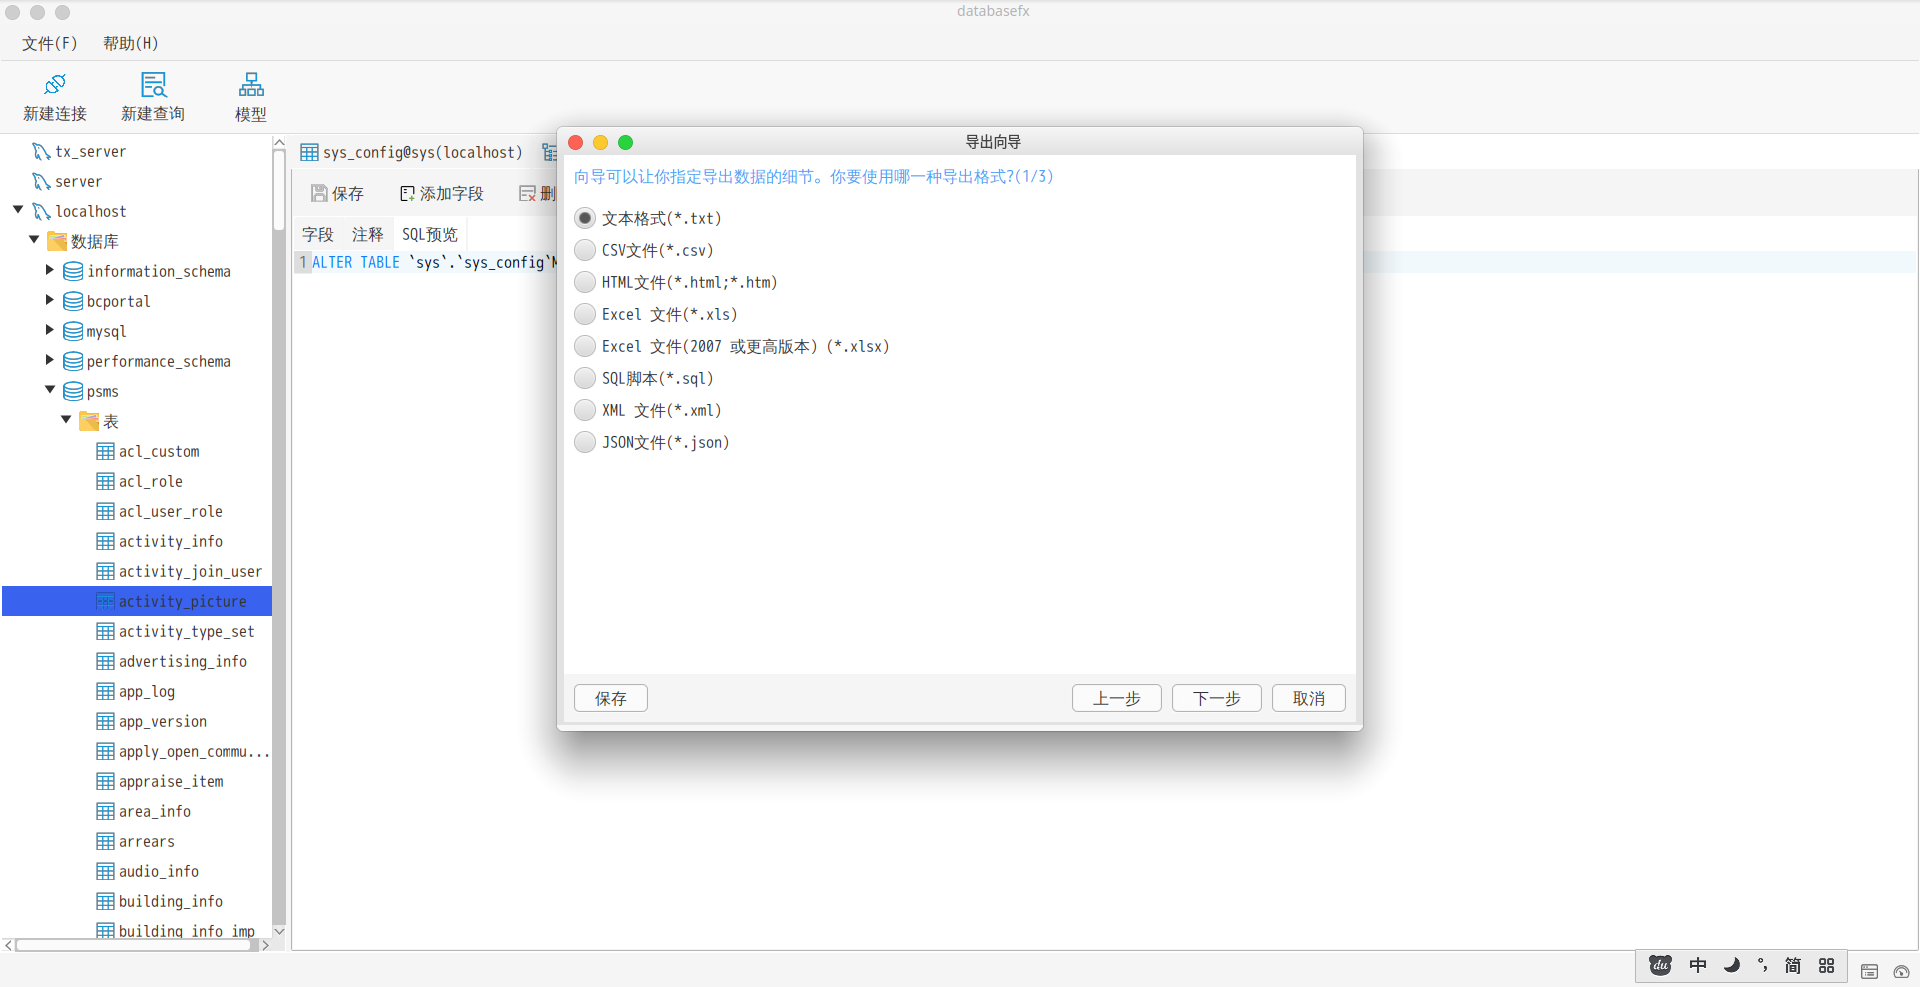 databasefx
文件(F) 帮助(H)
新建连接 新建查询 模型
tx_server
server
localhost
数据库
information_schema
bcportal
mysql
performance_schema
psms
表
acl_custom
acl_role
acl_user_role
activity_info
activity_join_user
activity_picture
activity_type_set
advertising_info
app_log
app_version
apply_open_commu...
appraise_item
area_info
arrears
audio_info
building_info
building_info_imp
sys_config@sys(localhost)
保存 添加字段 删
字段 注释 SQL预览
1 ALTER TABLE `sys`.`sys_config`M
导出向导
向导可以让你指定导出数据的细节。你要使用哪一种导出格式?(1/3)
文本格式(*.txt)
CSV文件(*.csv)
HTML文件(*.html;*.htm)
Excel 文件(*.xls)
Excel 文件(2007 或更高版本) (*.xlsx)
SQL脚本(*.sql)
XML 文件(*.xml)
JSON文件(*.json)
保存 上一步 下一步 取消
du 中 °, 简